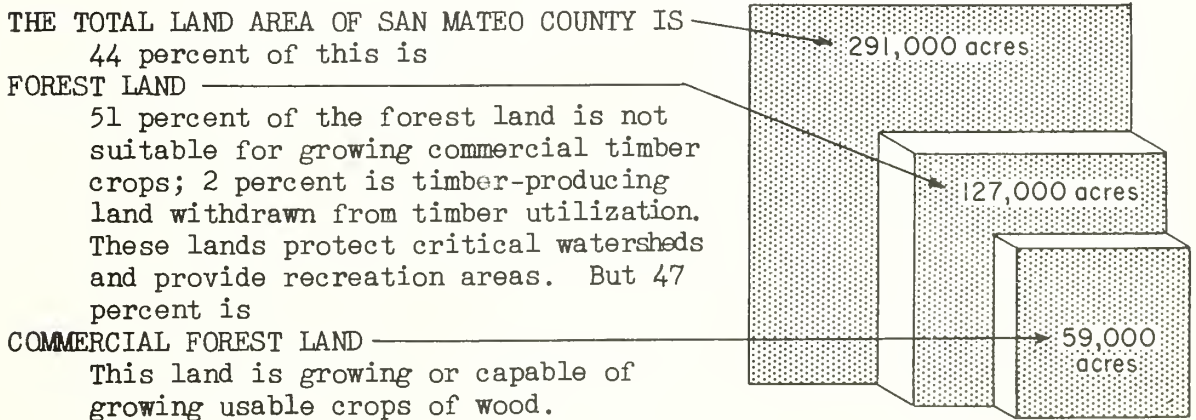 THE TOTAL LAND AREA OF SAN MATEO COUNTY IS
291,000 acres
44 percent of this is
FOREST LAND
127,000 acres
51 percent of the forest land is not
suitable for growing commercial timber
crops; 2 percent is timber-producing
land withdrawn from timber utilization.
These lands protect critical watersheds
and provide recreation areas. But 47
percent is
COMMERCIAL FOREST LAND
59,000
acres
This land is growing or capable of
growing usable crops of wood.